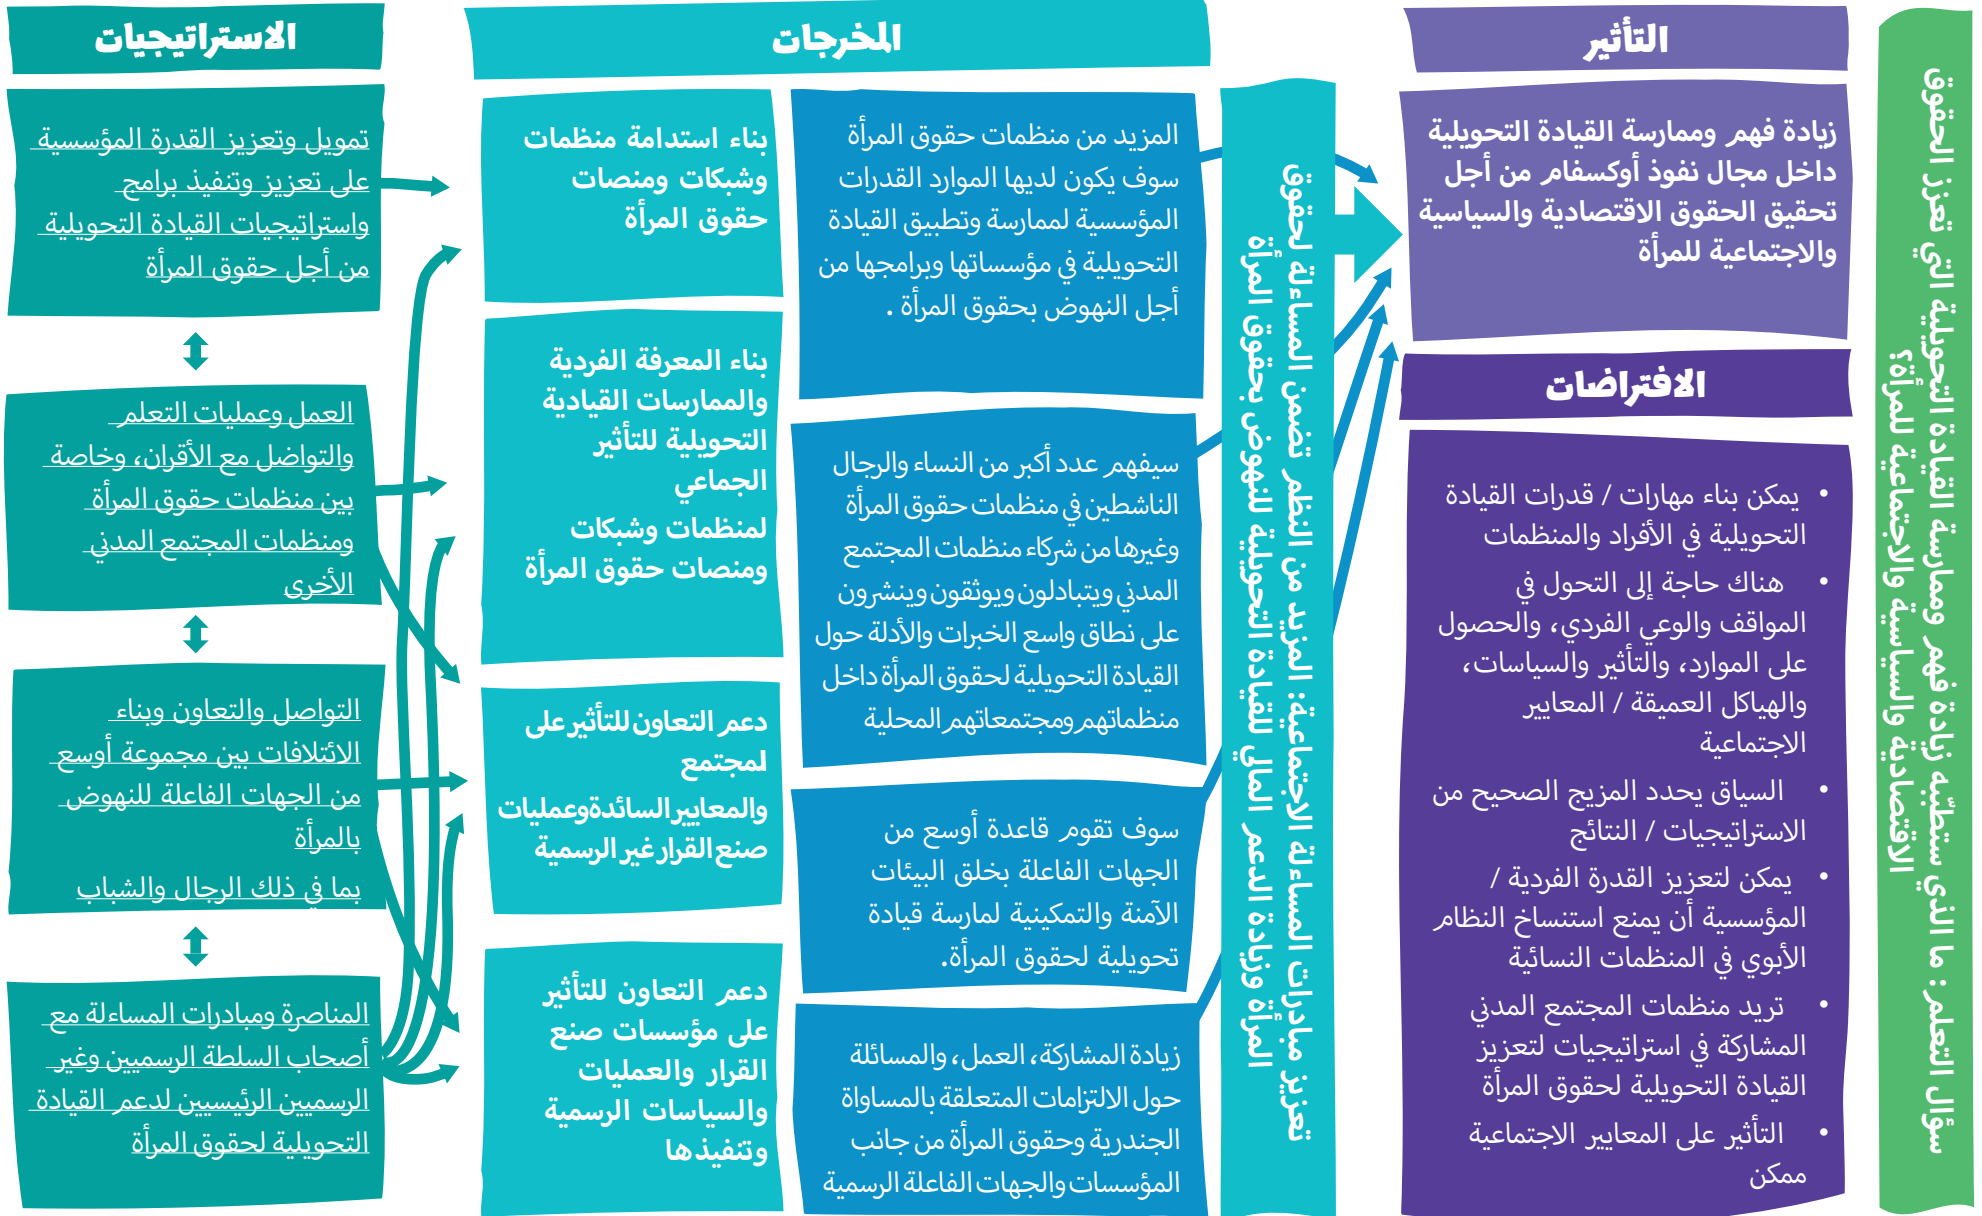 الاستراتيجيات
تمويل وتعزيز القدرة المؤسسية
على تعزيز وتنفيذ برامج
واستراتيجيات القيادة التحويلية
من أجل حقوق المرأة
العمل وعمليات التعلم
والتواضل مع الأقران، وخاصة
بين منظمات حقوق المرأة
ومنظمات المجتمع المدني
الأخرى
التواصل والتعاون وبناء
الائتلافات بين مجموعة أوسع
من الجهات الفاعلة للنهوض
بالمرأة
بما في ذلك الرجال والشباب
المناصرة ومبادرات المساءلة مع
أصحاب السلطة الرسميين وغير
الرسميين الرئيسيين لدعم القيادة
التحويلية لحقوق المرأة
المخرجات
بناء استدامة منظمات
وشبكات ومنصات
حقوق المرأة
بناء المعرفة الفردية
والممارسات القيادية
التحويلية للتأثير
الجماعي
لمنظمات وشبكات
ومنصات حقوق المرأة
دعم التعاون للتأثير على
لمجتمع
والمعايير السائدة وعمليات
صنع القرار غير الرسمية
دعم التعاون للتأثير
على مؤسسات صنع
القرار والعمليات
والسياسات الرسمية
وتنفيذها
المزيد من منظمات حقوق المرأة
سوف يكون لديها الموارد القدرات
المؤسسية لممارسة وتطبيق القيادة
التحويلية في مؤسساتها وبرامجها من
أجل النهوض بحقوق المرأة .
سيفهم عدد أكبر من النساء والرجال
الناشطين في منظمات حقوق المرأة
وغيرها من شركاء منظمات المجتمع
المدني ويتبادلون ويوثقون وينشرون
على نطاق واسع الخبرات والأدلة حول
القيادة التحويلية لحقوق المرأة داخل
منظماتهم ومجتمعاتهم المحلية
سوف تقوم قاعدة أوسع من
الجهات الفاعلة بخلق البيئات
الآمنة والتمكينية لمارسة قيادة
تحويلية لحقوق المرأة.
زيادة المشاركة، العمل، والمسائلة
حول الالتزامات المتعلقة بالمساواة
الجندرية وحقوق المرأة من جانب
المؤسسات والجهات الفاعلة الرسمية
تعزيز مبادرات المساءلة الاجتماعية: المزيد من النظم تضمن المساءلة لحقوق
المرأة وزيادة الدعم المالي للقيادة التحويلية للنهوض بحقوق المرأة
التأثير
زيادة فهم وممارسة القيادة التحويلية
داخل مجال نفوذ أوكسفام من أجل
تحقيق الحقوق الاقتصادية والسياسية
والاجتماعية للمرأة
الافتراضات
• يمكن بناء مهارات / قدرات القيادة
التحويلية في الأفراد والمنظمات
• هناك حاجة إلى التحول في
المواقف والوعي الفردي، والحصول
على الموارد، والتأثير والسياسات،
والهياكل العميقة / المعايير
الاجتماعية
• السياق يحدد المزيج الصحيح من
الاستراتيجيات / النتائج
• يمكن لتعزيز القدرة الفردية /
المؤسسية أن يمنع استنساخ النظام
الأبوي في المنظمات النسائية
• تريد منظمات المجتمع المدني
المشاركة في استراتيجيات لتعزيز
القيادة التحويلية لحقوق المرأة
• التأثير على المعايير الاجتماعية
ممكن
سؤال التعلم : ما الذي ستطبّبه زيادة فهم وممارسة القيادة التحويلية التي تعزز الحقوق
الاقتصادية والسياسية والاجتماعية للمرأة؟